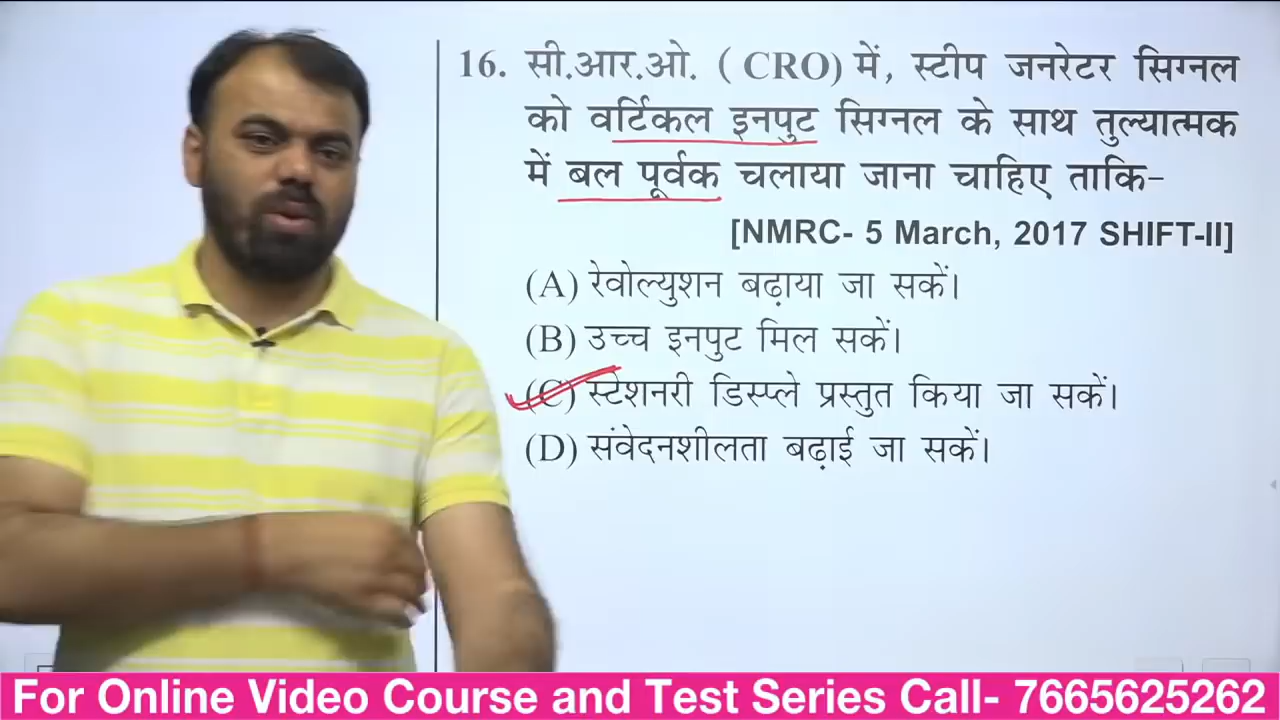 16. सी.आर.ओ. ( CRO) में, स्टीप जनरेटर सिग्नल
को वर्टिकल इनपुट सिग्नल के साथ तुल्यात्मक
में बल पूर्वक चलाया जाना चाहिए ताकि-
[NMRC- 5 March, 2017 SHIFT-II]
(A) रेवोल्युशन बढ़ाया जा सकें।
(B) उच्च इनपुट मिल सकें।
(C) स्टेशनरी डिस्प्ले प्रस्तुत किया जा सकें।
(D) संवेदनशीलता बढ़ाई जा सकें।
For Online Video Course and Test Series Call- 7665625262